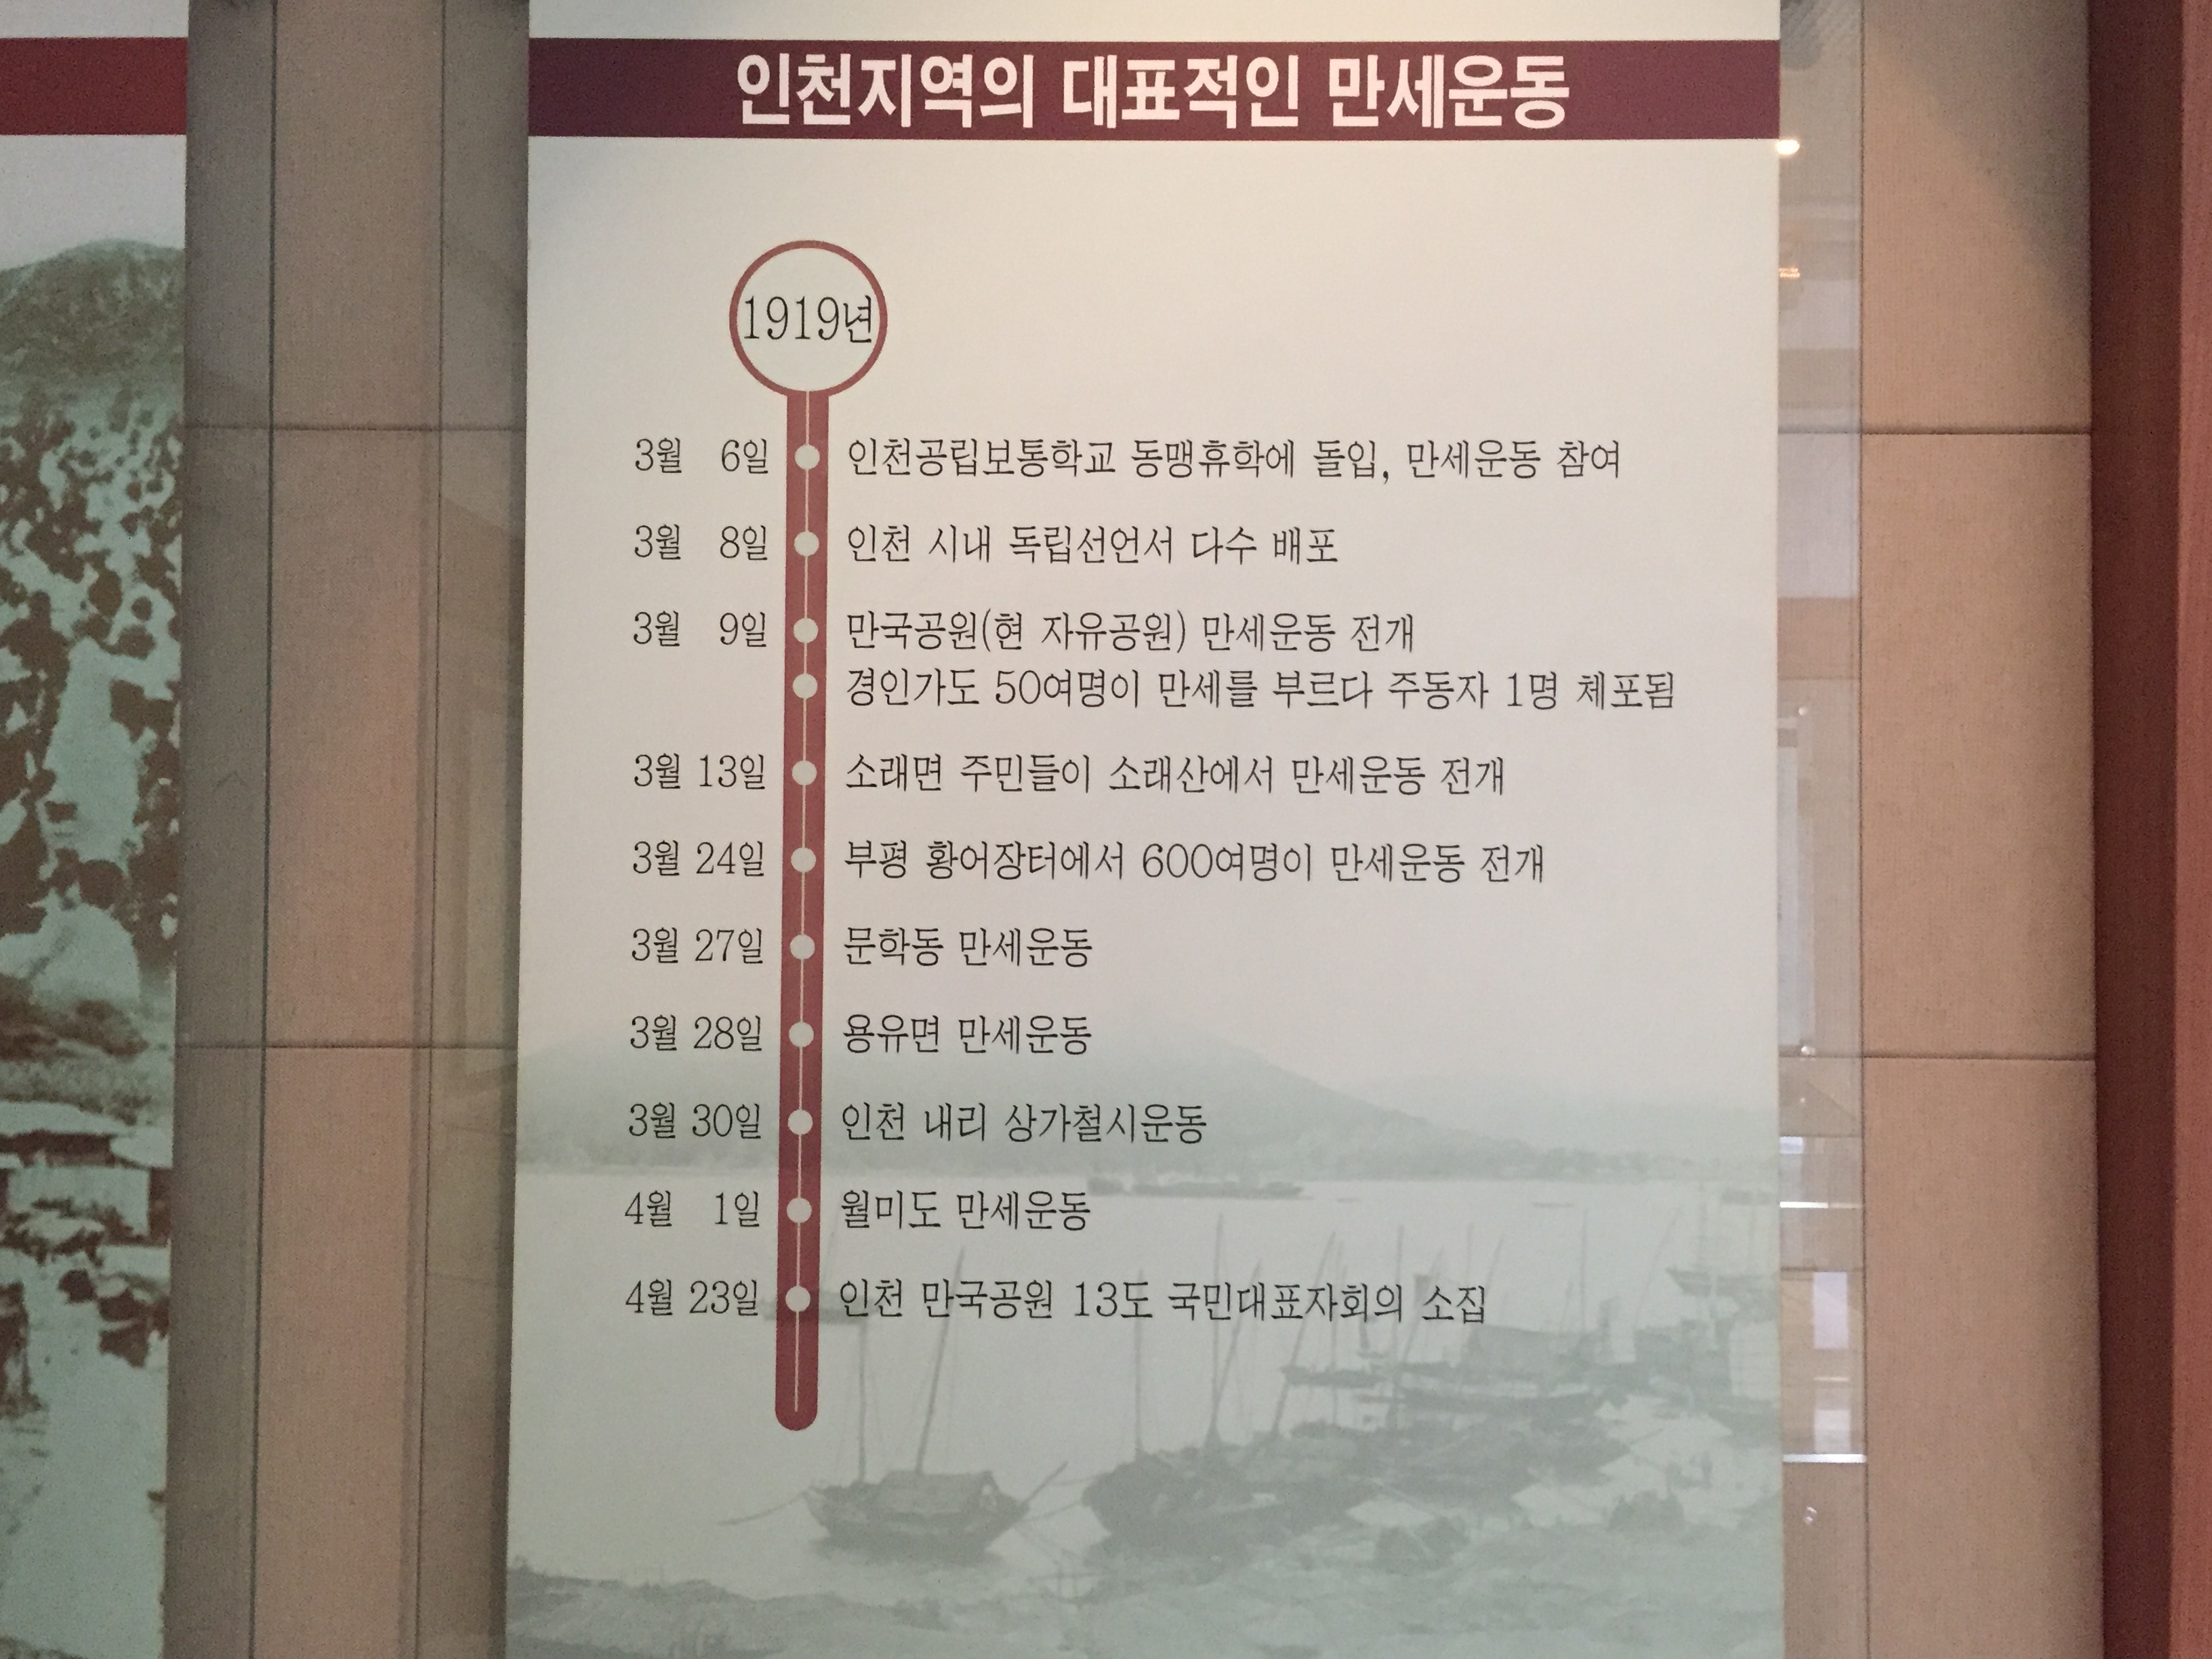 인천지역의 대표적인 만세운동
1919년
3월 6일 인천공립보통학교 동맹휴학에 돌입, 만세운동 참여
3월 8일 인천 시내 독립선언서 다수 배포
3월 9일 만국공원(현 자유공원) 만세운동 전개
경인가도 50여명이 만세를 부르다 주동자 1명 체포됨
3월 13일 소래면 주민들이 소래산에서 만세운동 전개
3월 24일 부평 황어장터에서 600여명이 만세운동 전개
3월 27일 문학동 만세운동
3월 28일 용유면 만세운동
3월 30일 인천 내리 상가철시운동
4월 1일 월미도 만세운동
4월 23일 인천 만국공원 13도 국민대표자회의 소집